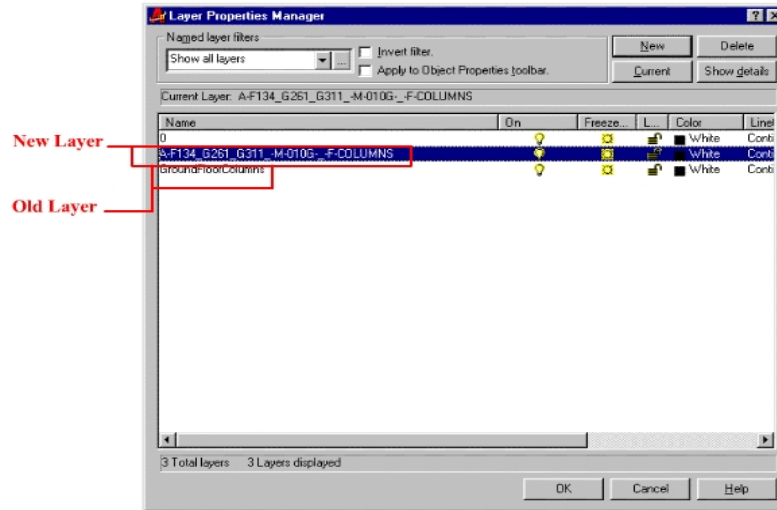 Layer Properties Manager
Named layer filters
Show all layers
...
Invert filter.
Apply to Object Properties toolbar.
New
Delete
Current
Show details
Current Layer: A-F134_G261_G311_-M-010G-_-F-COLUMNS
Name On Freeze... L... Color Linet
0 White Conti
New Layer
A-F134_G261_G311_-M-010G-_-F-COLUMNS White Conti
GroundFloorColumns White Conti
Old Layer
3 Total layers 3 Layers displayed
OK Cancel Help